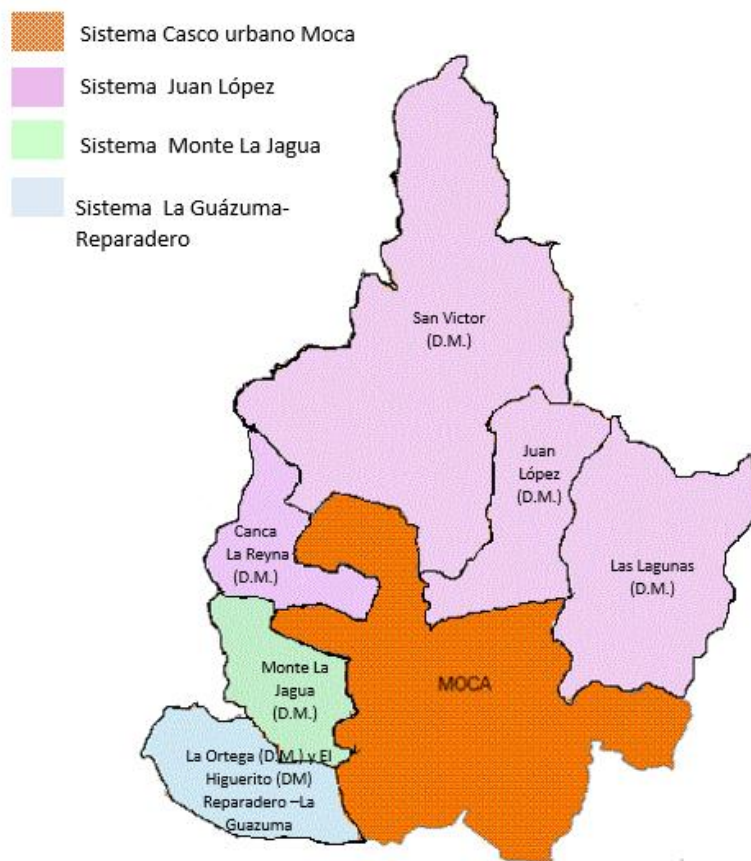 Sistema Casco urbano Moca
Sistema Juan López
Sistema Monte La Jagua
Sistema La Guázuma-
Reparadero
San Victor
(D.M.)
Juan
López
(D.M.)
Canca
La Reyna
(D.M.)
Las Lagunas
(D.M.)
Monte La
Jagua
(D.M.)
MOCA
La Ortega (D.M.) y El
Higuerito (DM)
Reparadero –La
Guazuma